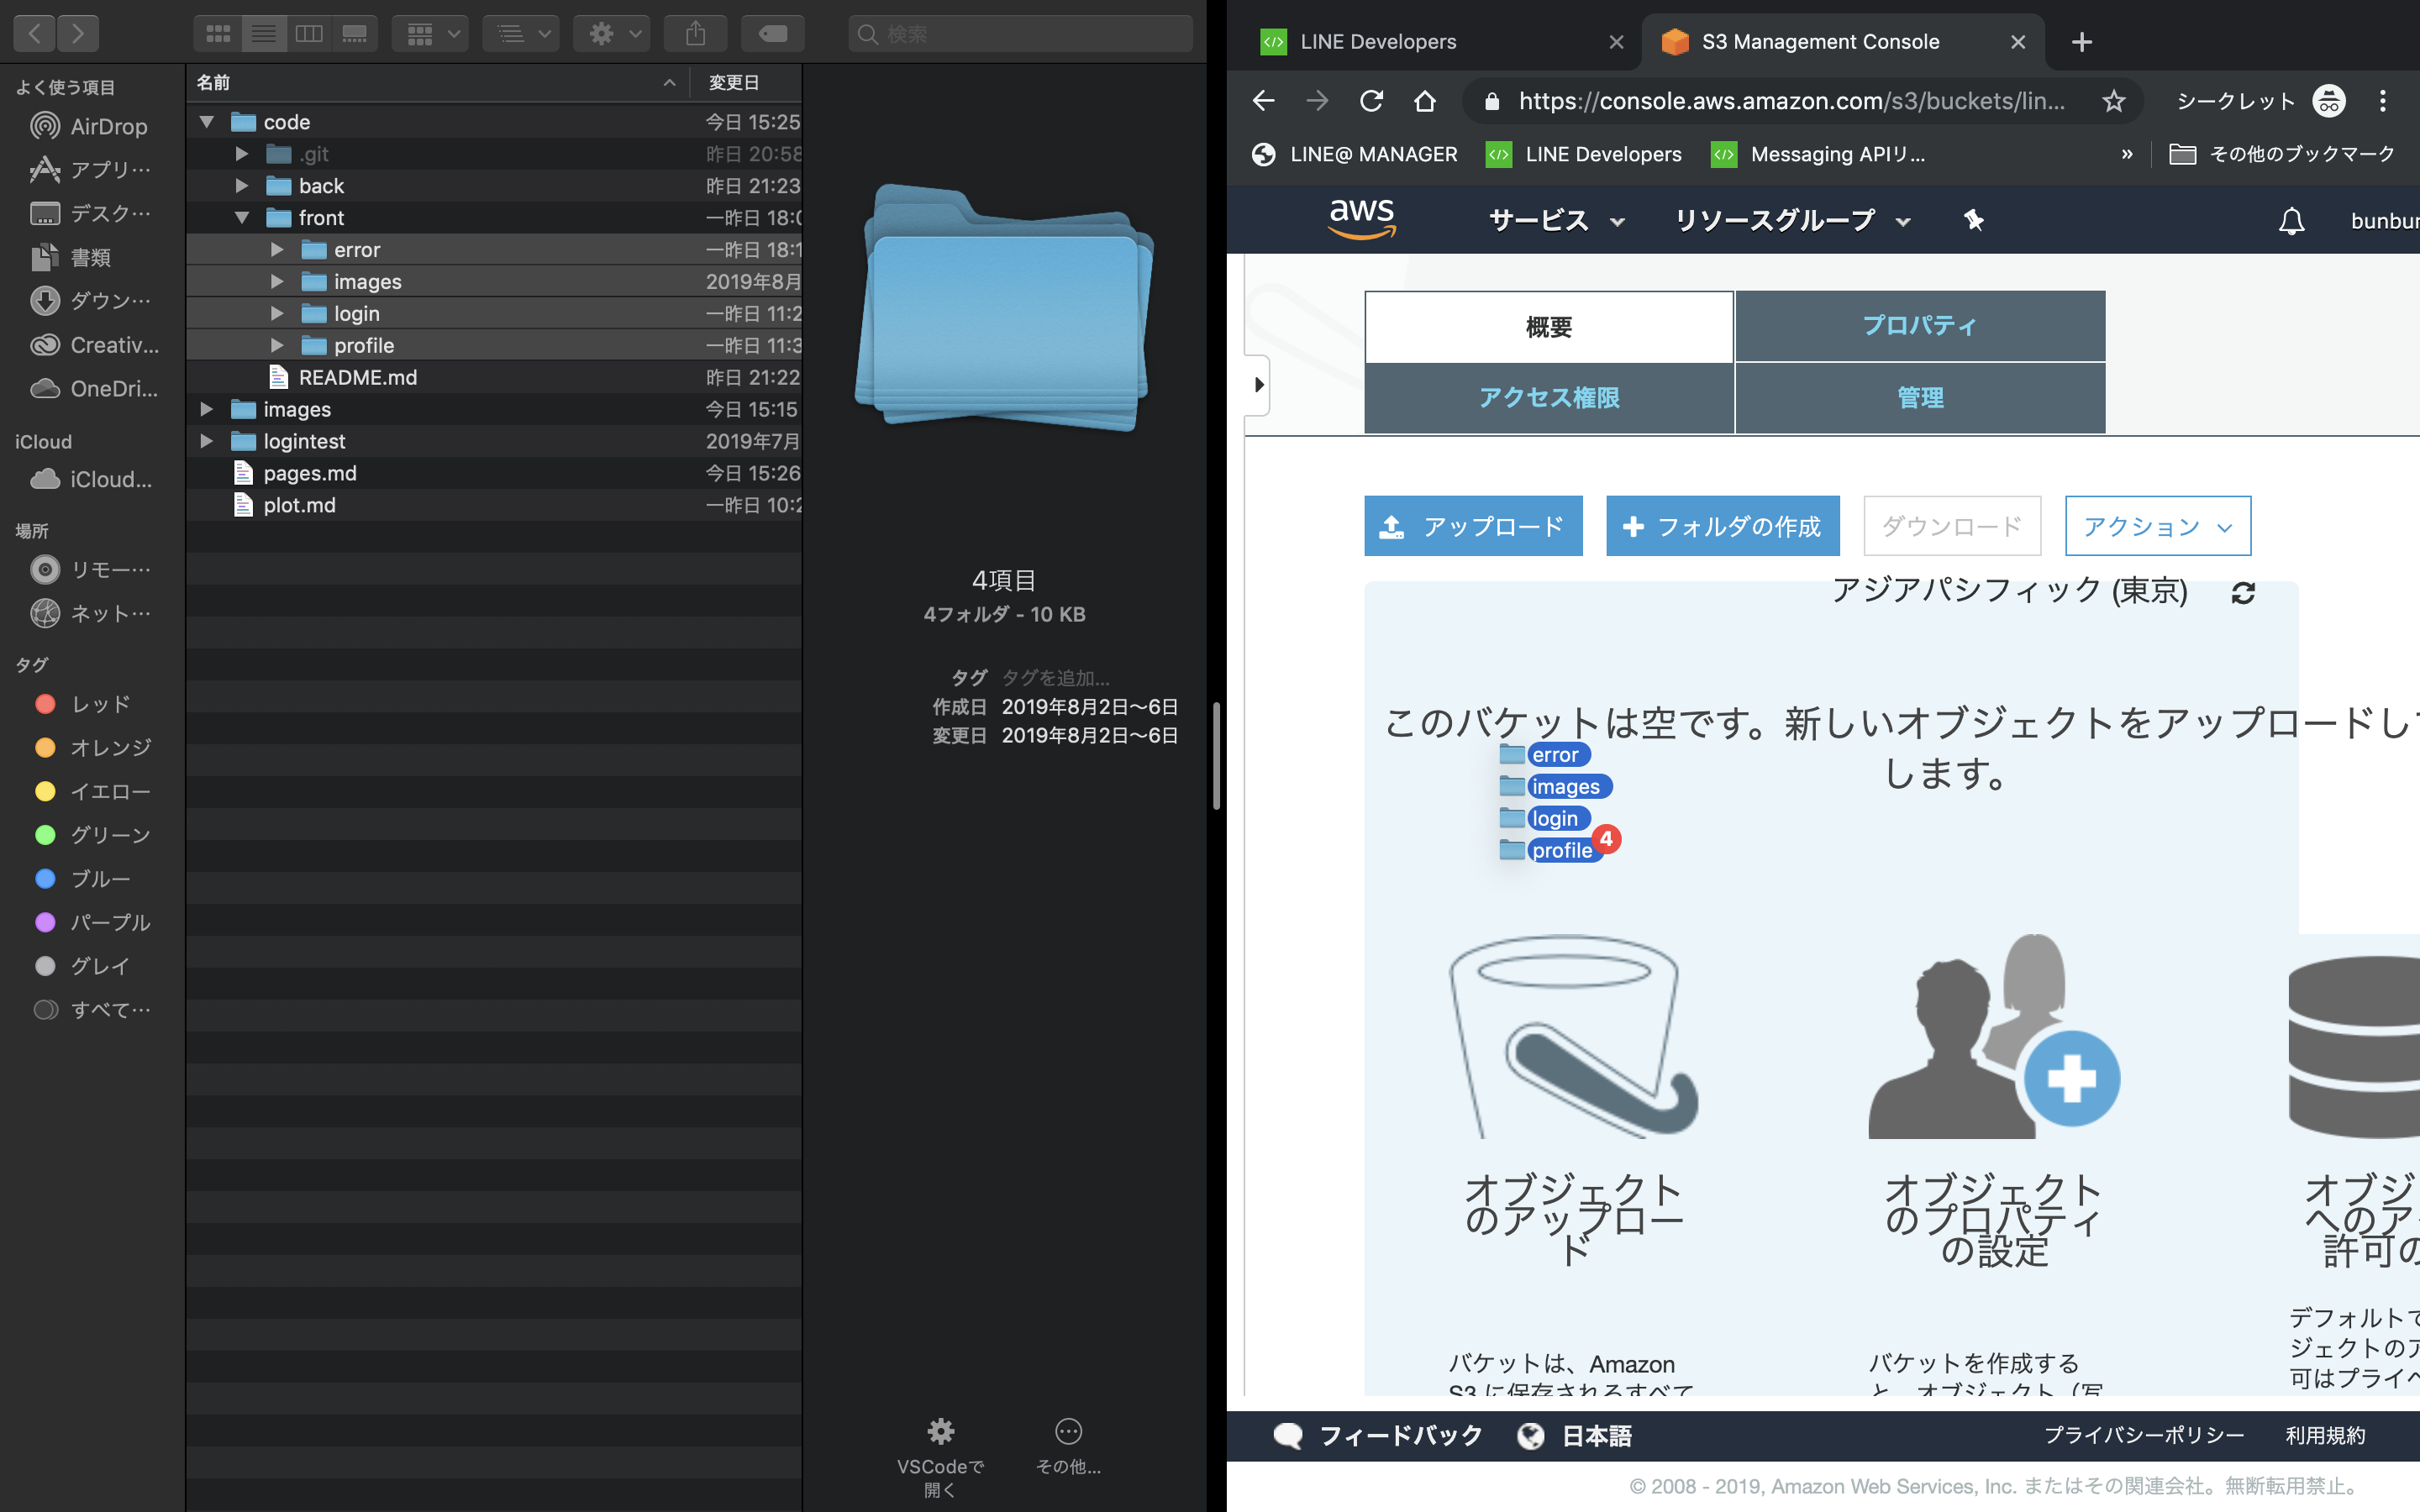 検索
よく使う項目
AirDrop
アプリ…
デスク…
書類
ダウン…
Creativ...
OneDri...
iCloud
iCloud...
場所
リモー…
ネット…
タグ
レッド
オレンジ
イエロー
グリーン
ブルー
パープル
グレイ
すべて…
名前
変更日
code 今日 15:25
.git 昨日 20:58
back 昨日 21:23
front 一昨日 18:0
error 一昨日 18:1
images 2019年8月
login 一昨日 11:2
profile 一昨日 11:3
README.md 昨日 21:22
images 今日 15:15
logintest 2019年7月
pages.md 今日 15:26
plot.md 一昨日 10:2
4項目
4フォルダ - 10 KB
タグ タグを追加...
作成日 2019年8月2日〜6日
変更日 2019年8月2日〜6日
VSCodeで
開く
その他...
LINE Developers
S3 Management Console
https://console.aws.amazon.com/s3/buckets/lin...
シークレット
LINE@ MANAGER
LINE Developers
Messaging APIリ...
»
その他のブックマーク
aws
サービス
リソースグループ
bunbu
概要
プロパティ
アクセス権限
管理
アップロード
フォルダの作成
ダウンロード
アクション
アジアパシフィック (東京)
このバケットは空です。新しいオブジェクトをアップロードし
します。
error
images
login
profile
4
オブジェクト
のアップロー
ド
オブジェクト
のプロパティ
の設定
オブジ
へのア
許可の
バケットは、Amazon
S3 に保存されるすべて
バケットを作成する
と、オブジェクト（写
デフォルトで
ジェクトのア
可はプライベ
フィードバック
日本語
プライバシーポリシー
利用規約
© 2008 - 2019, Amazon Web Services, Inc. またはその関連会社。無断転用禁止。